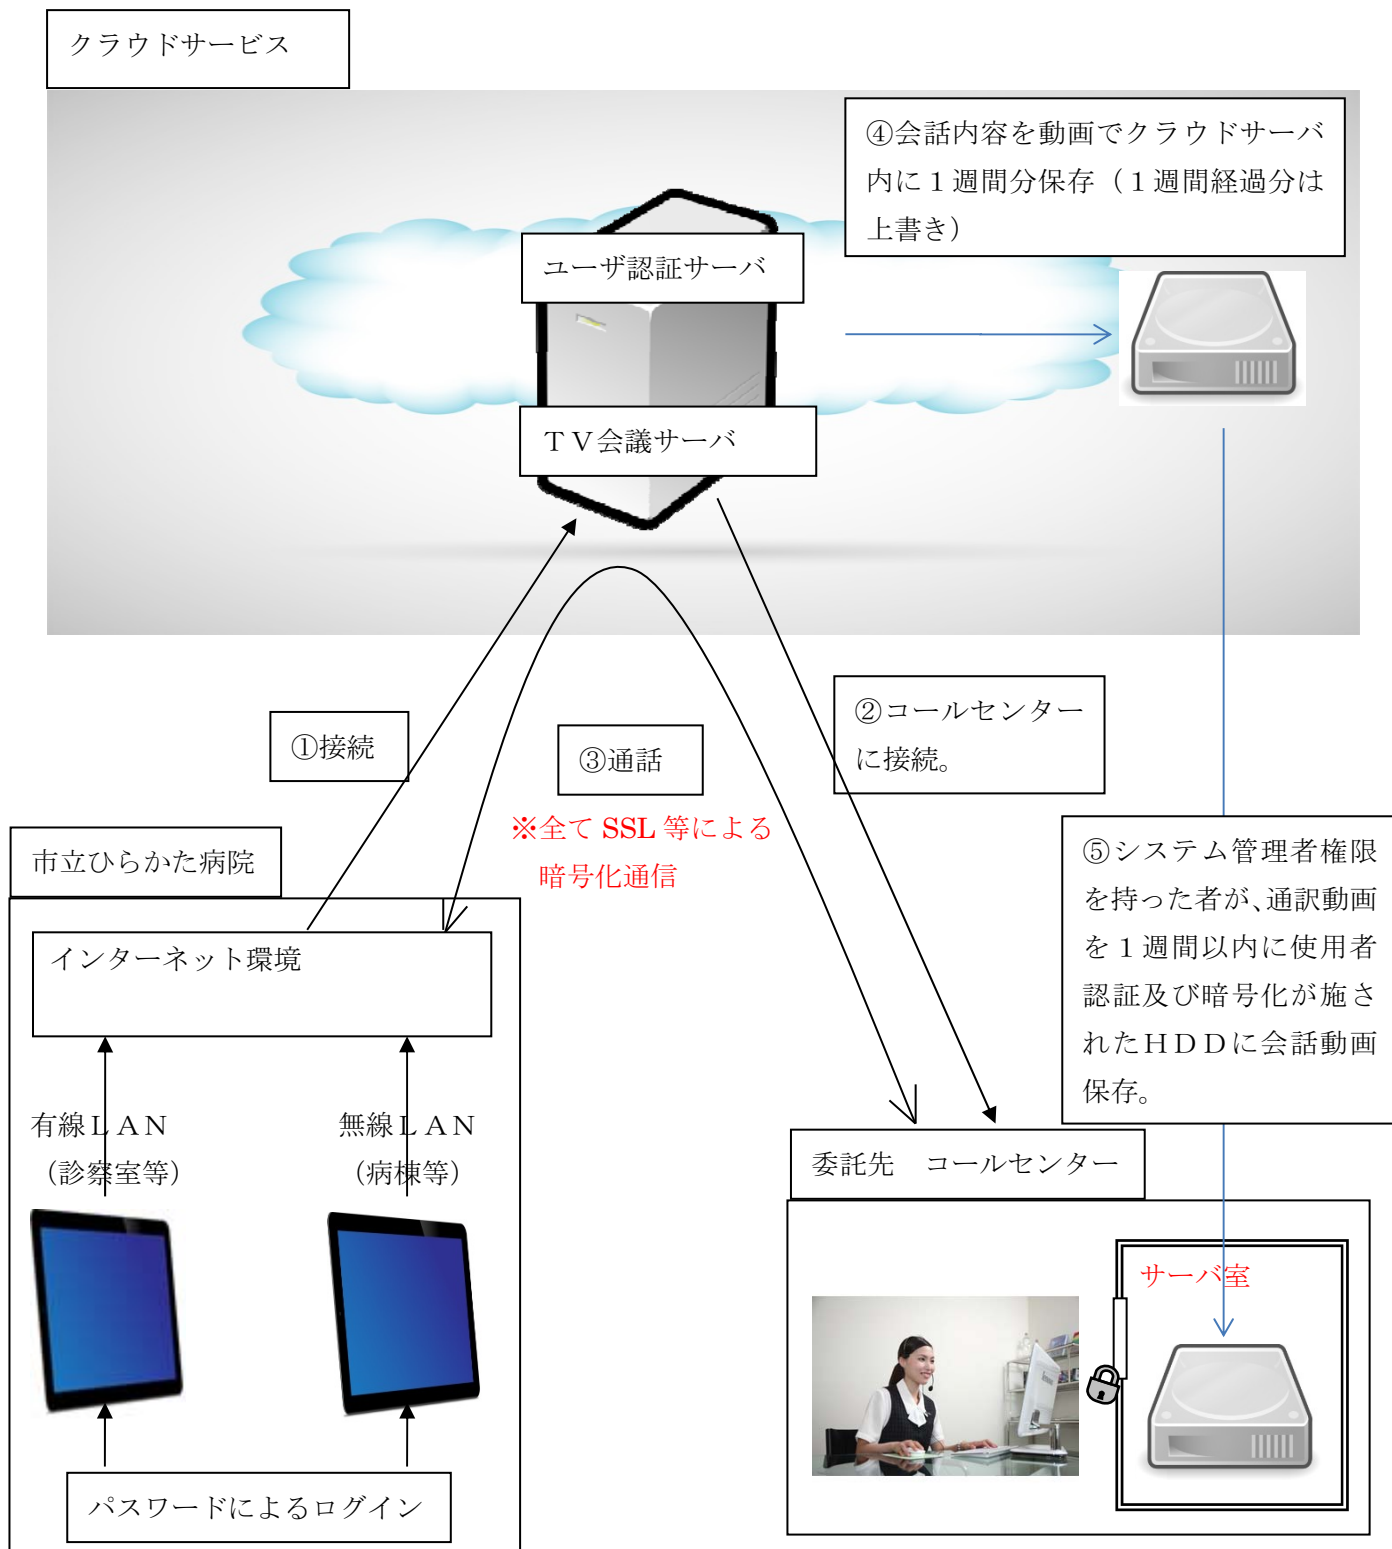 クラウドサービス
④会話内容を動画でクラウドサーバ
内に１週間分保存（１週間経過分は
上書き）
ユーザ認証サーバ
ＴＶ会議サーバ
①接続
③通話
※全て SSL 等による
暗号化通信
②コールセンター
に接続。
市立ひらかた病院
インターネット環境
有線ＬＡＮ
（診察室等）
無線ＬＡＮ
（病棟等）
パスワードによるログイン
⑤システム管理者権限
を持った者が、通訳動画
を１週間以内に使用者
認証及び暗号化が施さ
れたＨＤＤに会話動画
保存。
委託先　コールセンター
サーバ室